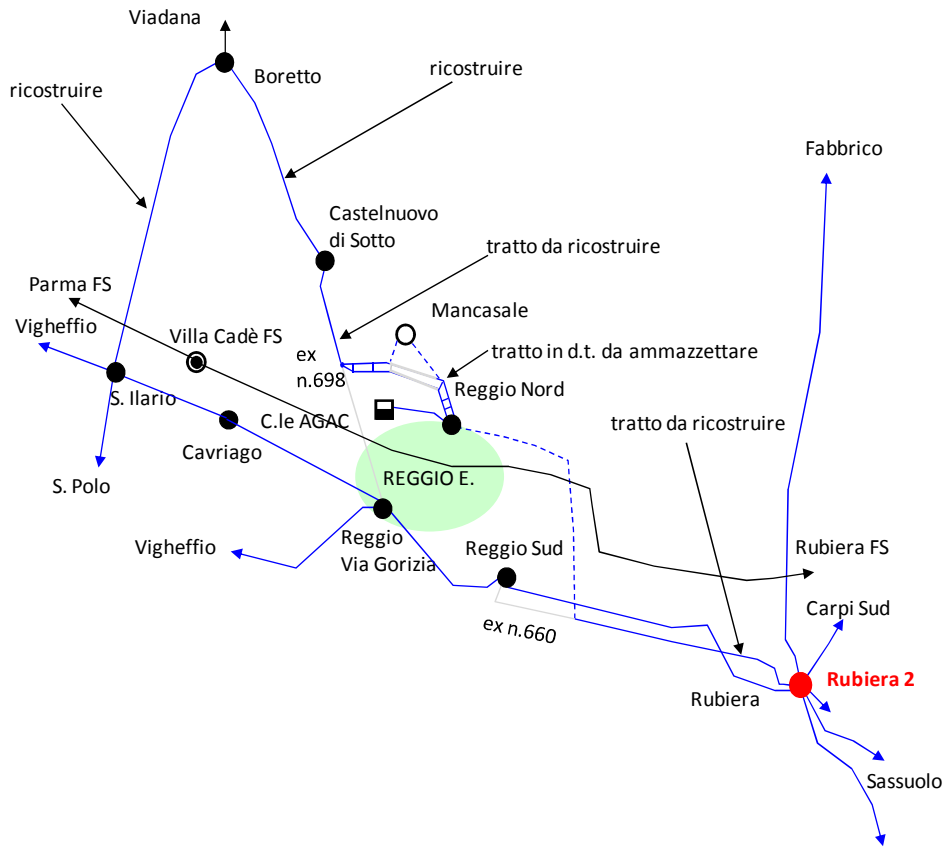 Viadana
Boretto
ricostruire
ricostruire
Fabbrico
Castelnuovo
di Sotto
tratto da ricostruire
Parma FS
Mancasale
Vigheffio
Villa Cadè FS
ex
n.698
tratto in d.t. da ammazzettare
Reggio Nord
S. Ilario
C.le AGAC
tratto da ricostruire
Cavriago
REGGIO E.
S. Polo
Reggio
Via Gorizia
Vigheffio
Reggio Sud
Rubiera FS
Carpi Sud
ex n.660
Rubiera 2
Rubiera
Sassuolo